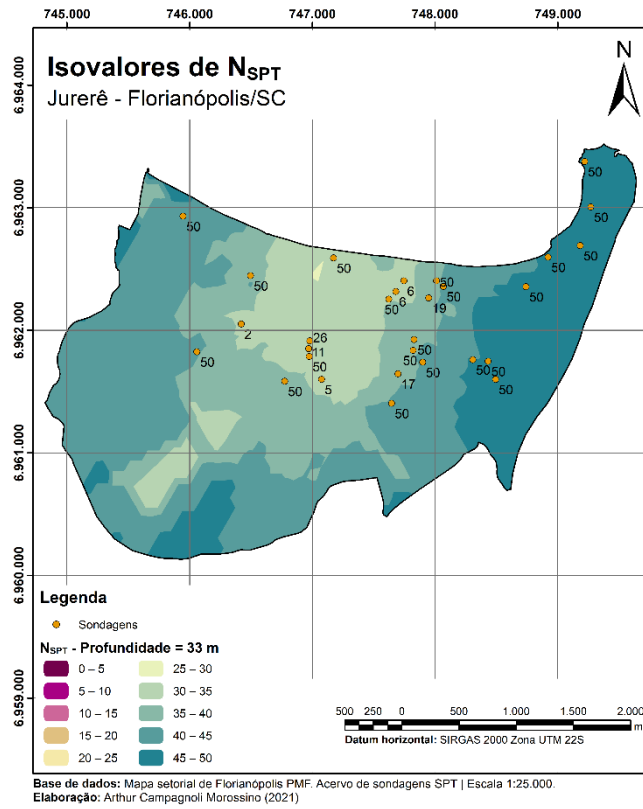 745.000 746.000 747.000 748.000 749.000
Isovalores de NSPT
Jurerê - Florianópolis/SC
N
6.964.000
6.963.000
6.962.000
6.961.000
6.960.000
6.959.000
50
50
50
50
50
50
50
50
6
50
50
6
50
19
2
26
11
50
50
50
50
50
50
50
50
5
17
50
Legenda
Sondagens
NSPT - Profundidade = 33 m
0 – 5 25 – 30
5 – 10 30 – 35
10 – 15 35 – 40
15 – 20 40 – 45
20 – 25 45 – 50
500 250 0 500 1.000 1.500 2.000
m
Datum horizontal: SIRGAS 2000 Zona UTM 22S
Base de dados: Mapa setorial de Florianópolis PMF. Acervo de sondagens SPT | Escala 1:25.000.
Elaboração: Arthur Campagnoli Morossino (2021)